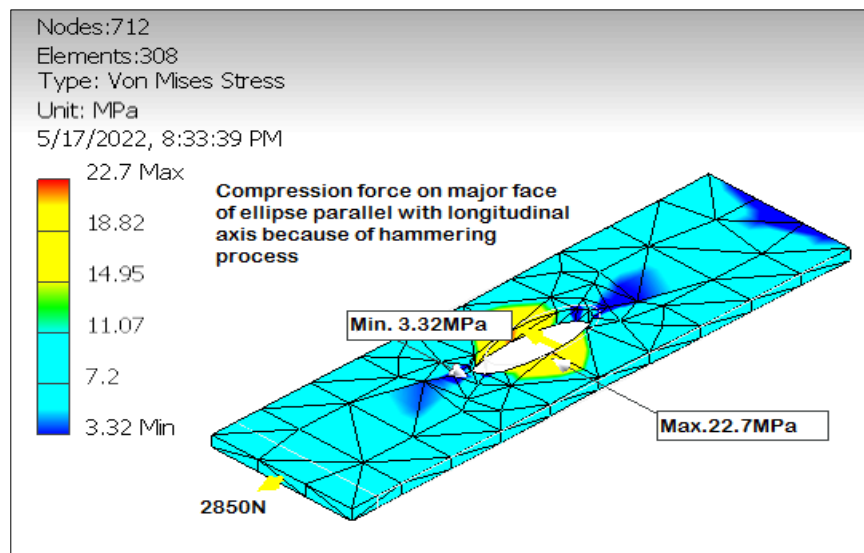 Nodes:712
Elements:308
Type: Von Mises Stress
Unit: MPa
5/17/2022, 8:33:39 PM
22.7 Max
18.82
14.95
11.07
7.2
3.32 Min
Compression force on major face
of ellipse parallel with longitudinal
axis because of hammering
process
Min. 3.32MPa
Max.22.7MPa
2850N